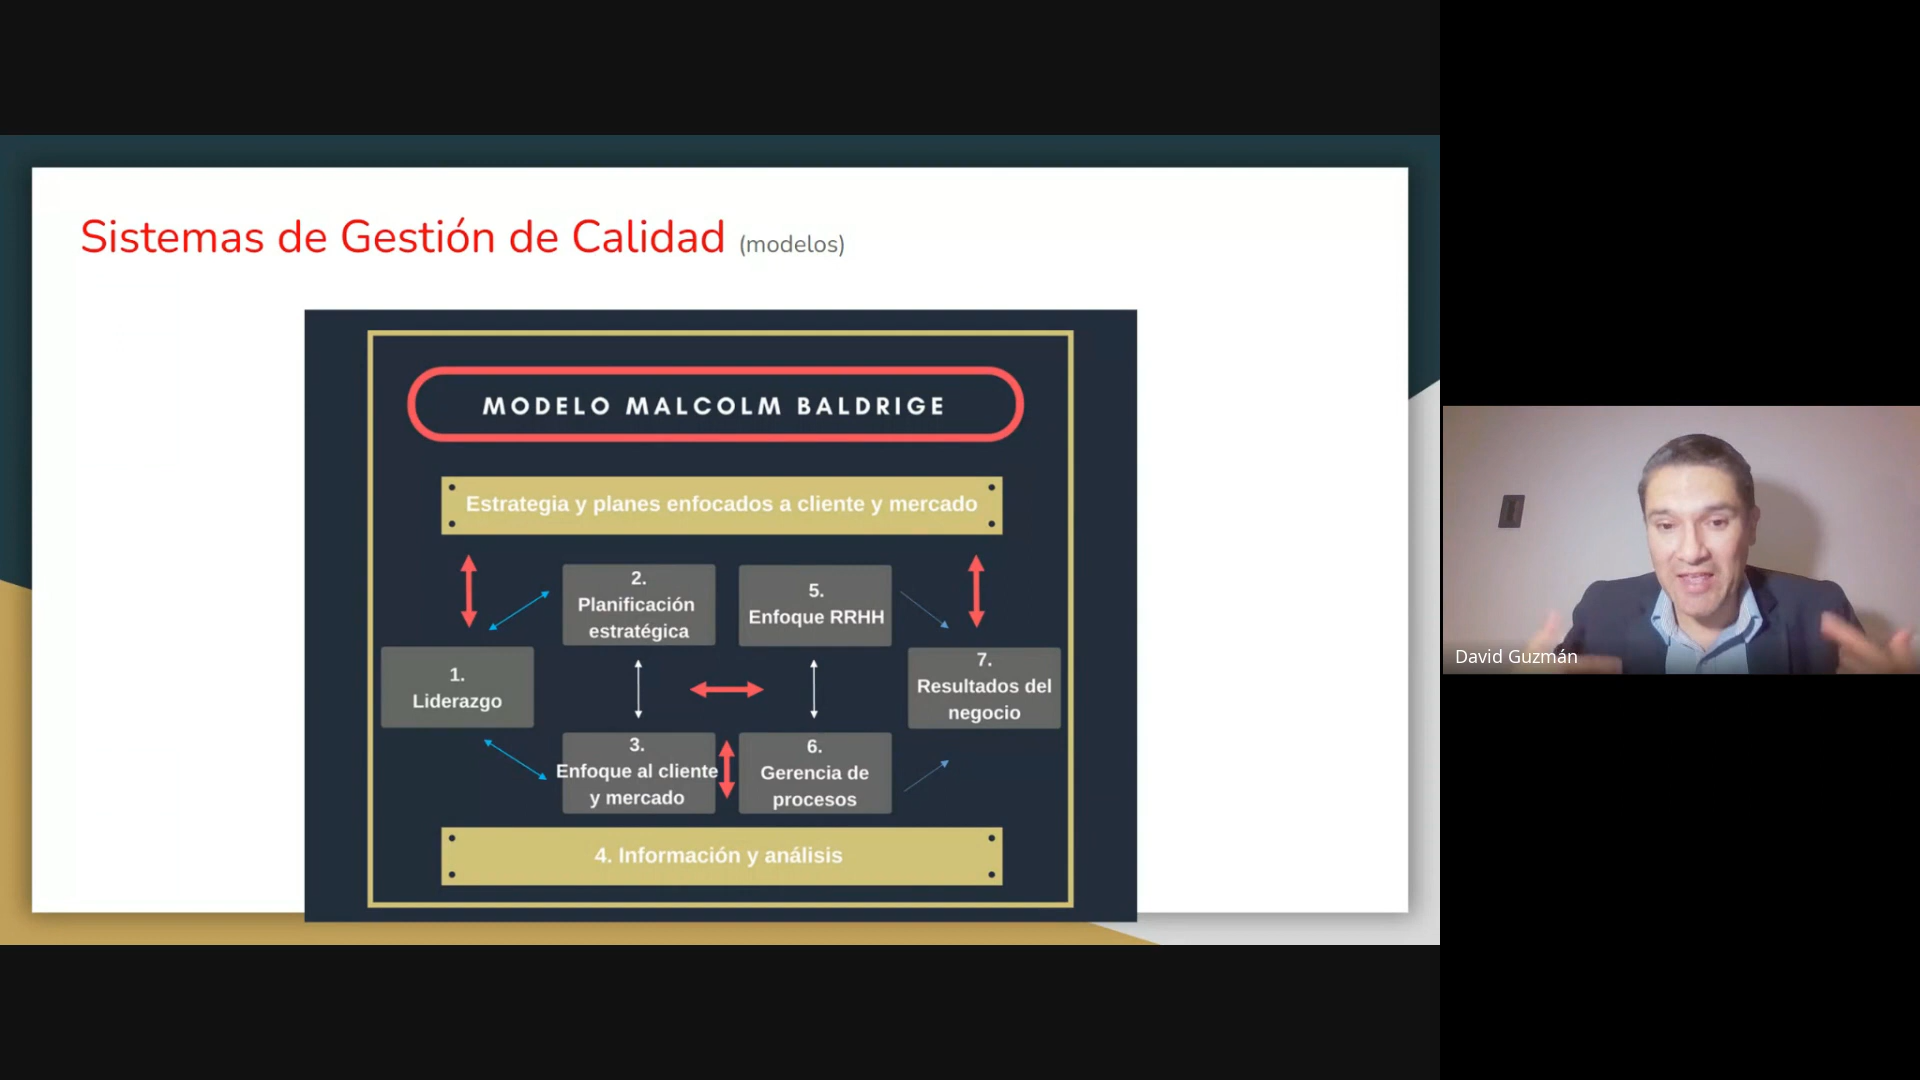 Sistemas de Gestión de Calidad (modelos)
MODELO MALCOLM BALDRIGE
Estrategia y planes enfocados a cliente y mercado
2.
Planificación
estratégica
5.
Enfoque RRHH
1.
Liderazgo
7.
Resultados del
negocio
3.
Enfoque al cliente
y mercado
6.
Gerencia de
procesos
4. Información y análisis
David Guzmán